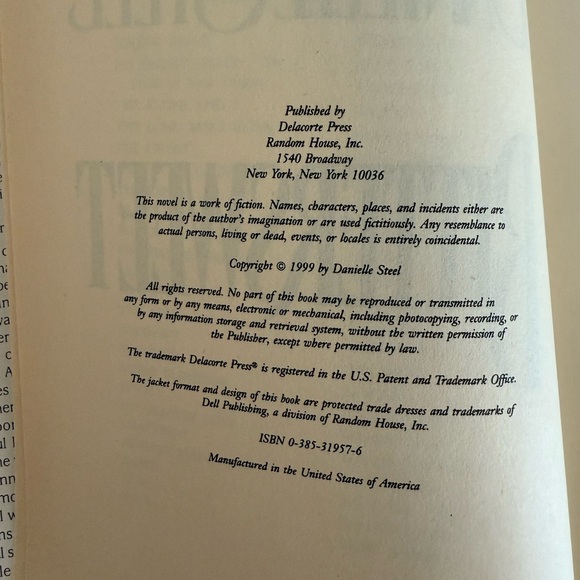 Published by
Delacorte Press
Random House, Inc.
1540 Broadway
New York, New York 10036
This novel is a work of fiction. Names, characters, places, and incidents either are
the product of the author's imagination or are used fictitiously. Any resemblance to
actual persons, living or dead, events, or locales is entirely coincidental.
Copyright © 1999 by Danielle Steel
All rights reserved. No part of this book may be reproduced or transmitted in
any form or by any means, electronic or mechanical, including photocopying, recording, or
by any information storage and retrieval system, without the written permission of
the Publisher, except where permitted by law.
The trademark Delacorte Press® is registered in the U.S. Patent and Trademark Office.
The jacket format and design of this book are protected trade dresses and trademarks of
Dell Publishing, a division of Random House, Inc.
ISBN 0-385-31957-6
Manufactured in the United States of America